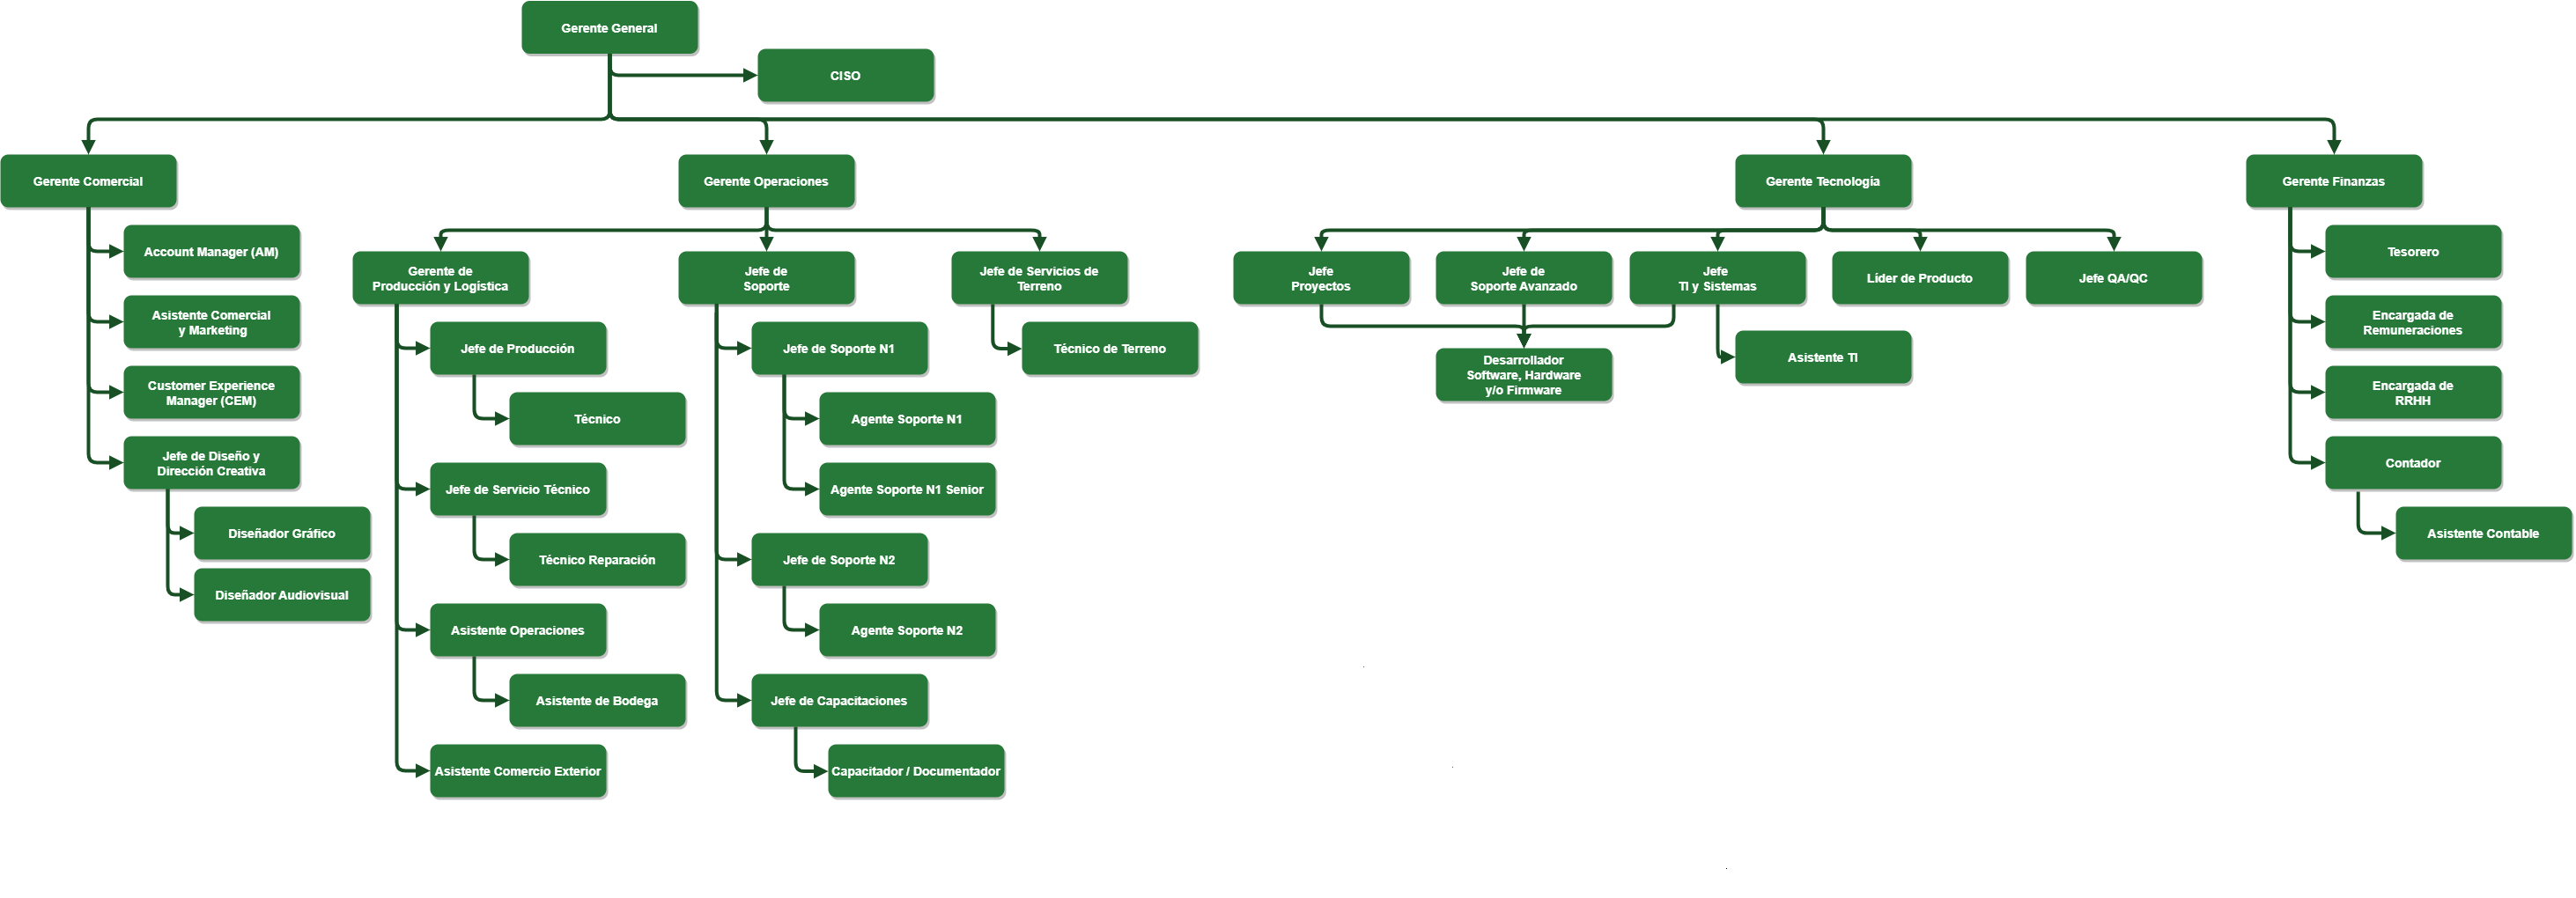 Gerente General
CISO
Gerente Comercial
Gerente Operaciones
Gerente Tecnología
Gerente Finanzas
Account Manager (AM)
Asistente Comercial
y Marketing
Customer Experience
Manager (CEM)
Jefe de Diseño y
Dirección Creativa
Diseñador Gráfico
Diseñador Audiovisual
Gerente de
Producción y Logística
Jefe de Producción
Técnico
Jefe de Servicio Técnico
Técnico Reparación
Asistente Operaciones
Asistente de Bodega
Asistente Comercio Exterior
Jefe de
Soporte
Jefe de Soporte N1
Agente Soporte N1
Agente Soporte N1 Senior
Jefe de Soporte N2
Agente Soporte N2
Jefe de Capacitaciones
Capacitador / Documentador
Jefe de Servicios de
Terreno
Técnico de Terreno
Jefe
Proyectos
Jefe de
Soporte Avanzado
Jefe
TI y Sistemas
Líder de Producto
Jefe QA/QC
Desarrollador
Software, Hardware
y/o Firmware
Asistente TI
Tesorero
Encargada de
Remuneraciones
Encargada de
RRHH
Contador
Asistente Contable